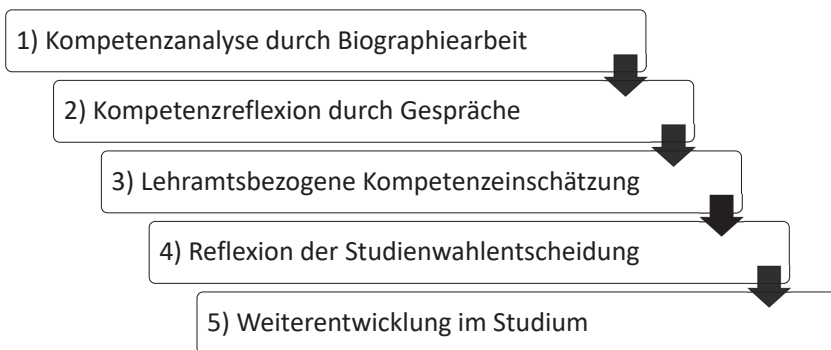 1) Kompetenzanalyse durch Biographiearbeit
2) Kompetenzreflexion durch Gespräche
3) Lehramtsbezogene Kompetenzeinschätzung
4) Reflexion der Studienwahlentscheidung
5) Weiterentwicklung im Studium